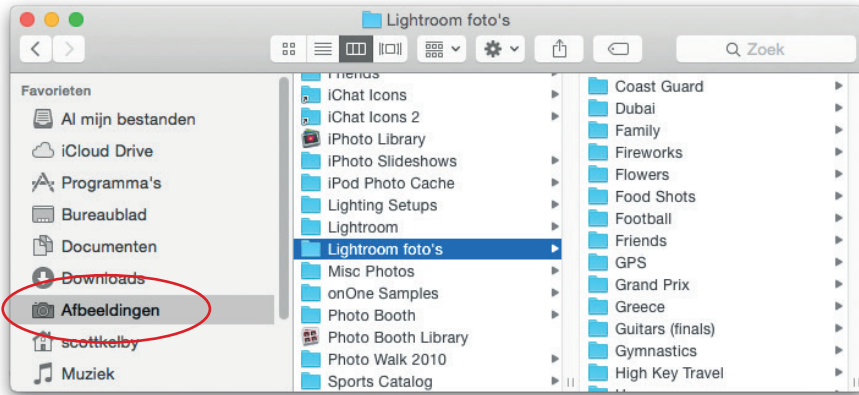 Lightroom foto's
Zoek
Favorieten
Al mijn bestanden
iCloud Drive
Programma's
Bureaublad
Documenten
Downloads
Afbeeldingen
scottkelby
Muziek
Friends
iChat Icons
iChat Icons 2
iPhoto Library
iPhoto Slideshows
iPod Photo Cache
Lighting Setups
Lightroom
Lightroom foto's
Misc Photos
onOne Samples
Photo Booth
Photo Booth Library
Photo Walk 2010
Sports Catalog
Coast Guard
Dubai
Family
Fireworks
Flowers
Food Shots
Football
Friends
GPS
Grand Prix
Greece
Guitars (finals)
Gymnastics
High Key Travel